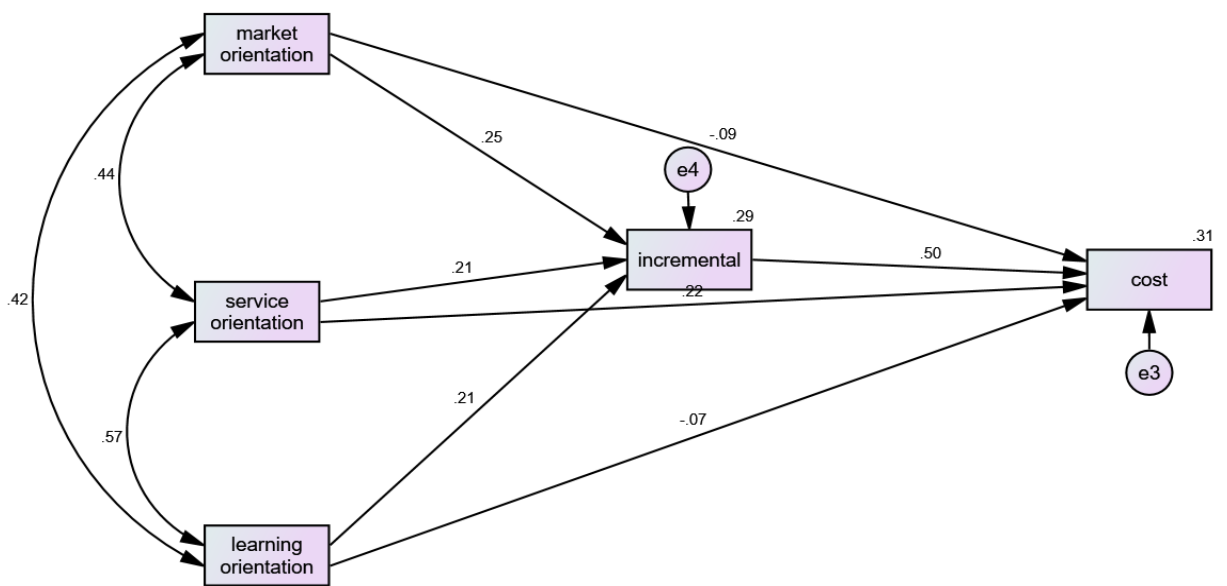 market
orientation
-.09
.25
e4
.44
.29
.31
incremental
.50
cost
.21
.22
service
orientation
.42
e3
.21
-.07
.57
learning
orientation